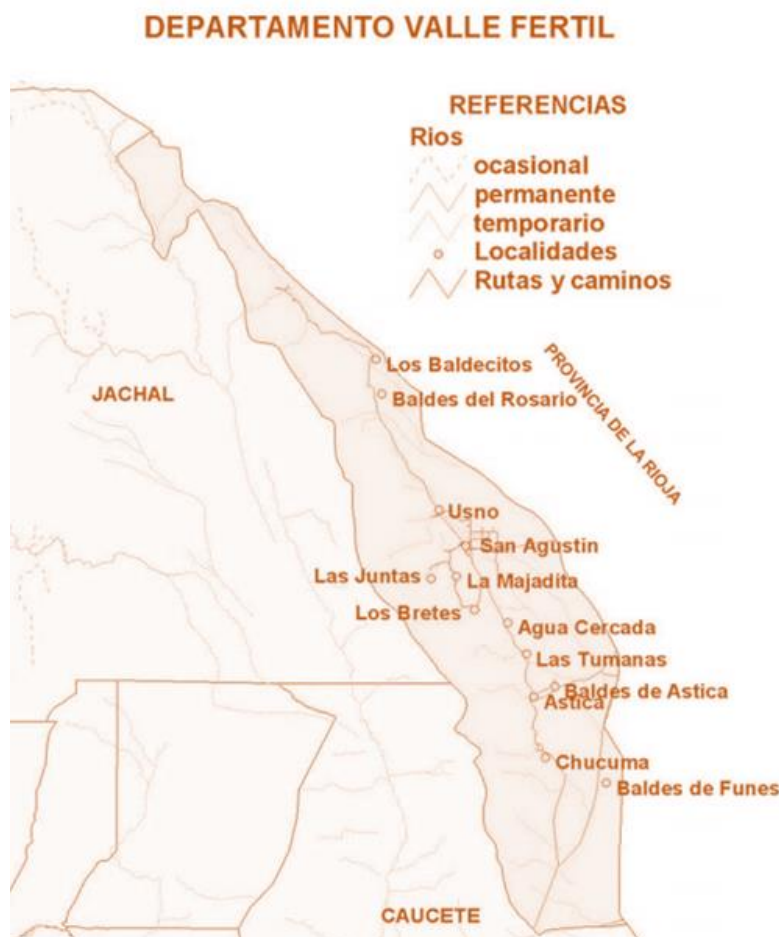 DEPARTAMENTO VALLE FERTIL
REFERENCIAS
Rios
ocasional
permanente
temporario
Localidades
Rutas y caminos
PROVINCIA DE LA RIOJA
Los Baldecitos
JACHAL
Baldes del Rosario
Usno
San Agustin
Las Juntas
La Majadita
Los Bretes
Agua Cercada
Las Tumanas
Baldes de Astica
Astica
Chucuma
Baldes de Funes
CAUCETE